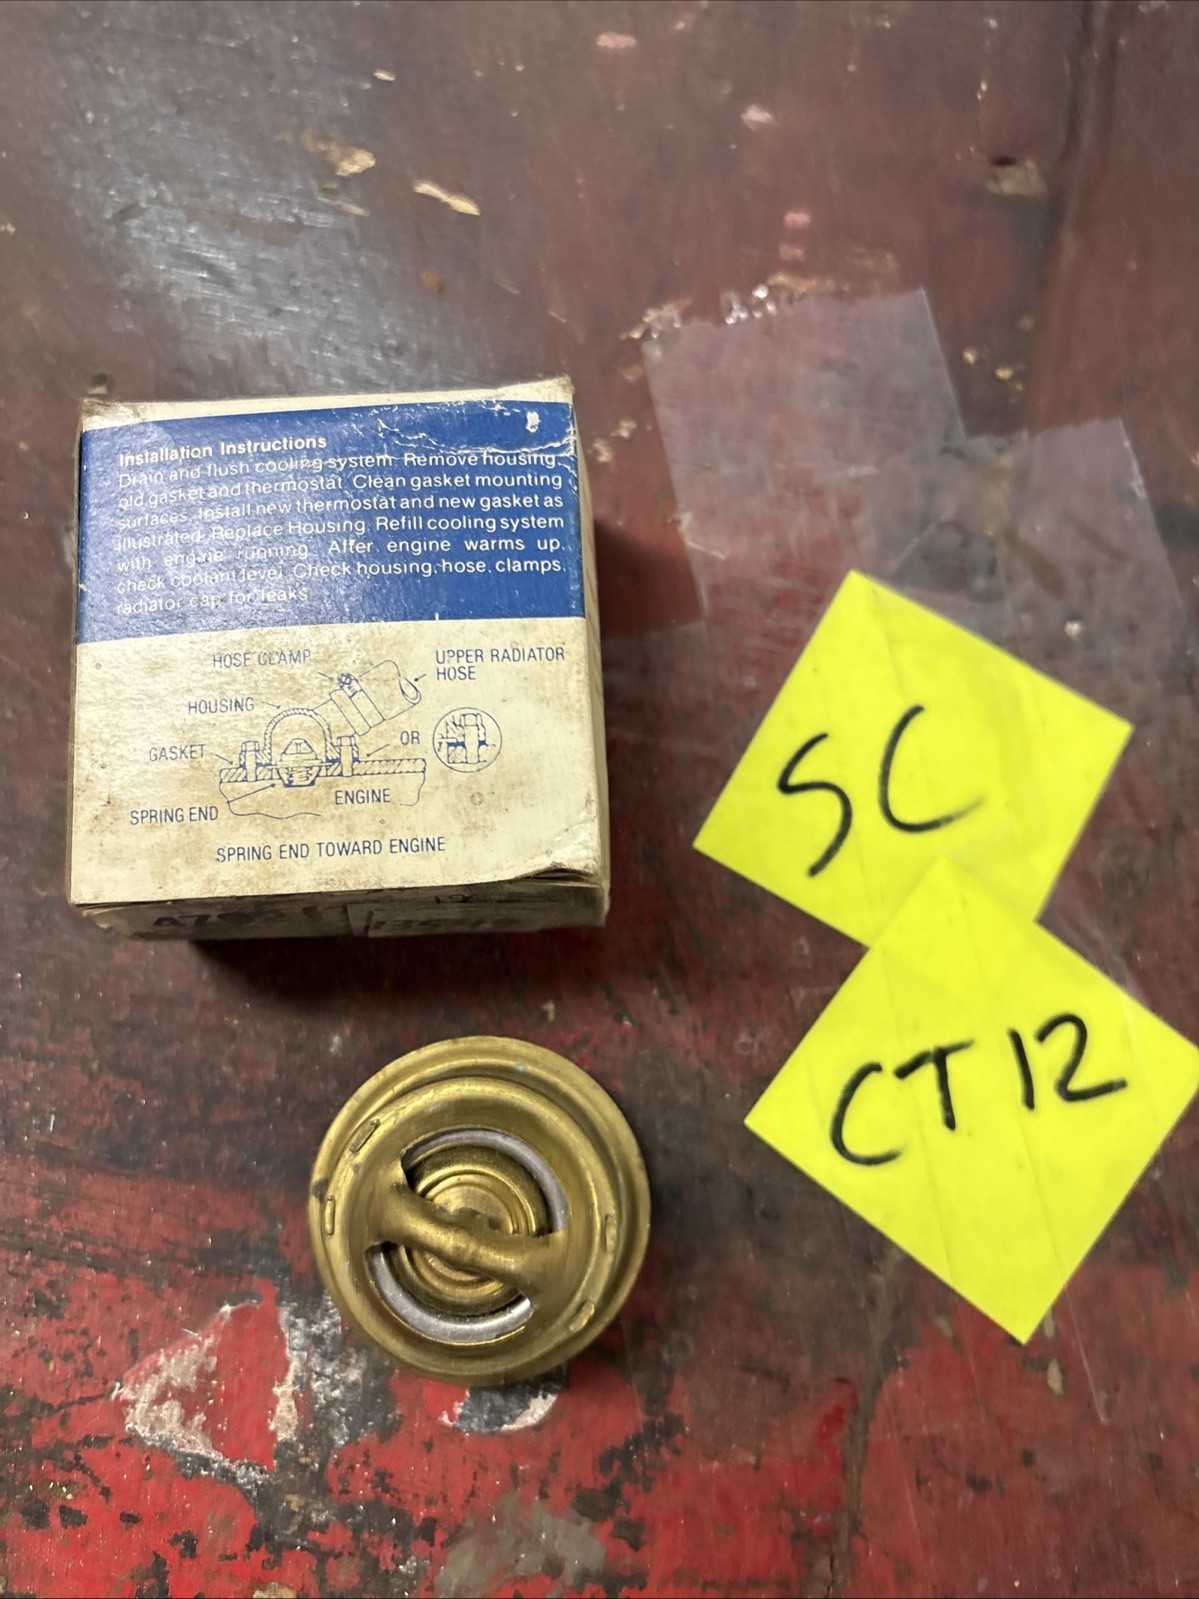 Installation Instructions
Drain and flush cooling system. Remove housing,
old gasket and thermostat. Clean gasket mounting
surfaces. Install new thermostat and new gasket as
illustrated. Replace Housing. Refill cooling system
with engine running. After engine warms up,
check coolant level. Check housing, hose, clamps,
radiator cap for leaks.
HOSE CLAMP
UPPER RADIATOR
HOSE
HOUSING
GASKET
OR
SPRING END
ENGINE
SPRING END TOWARD ENGINE
SC
CT12